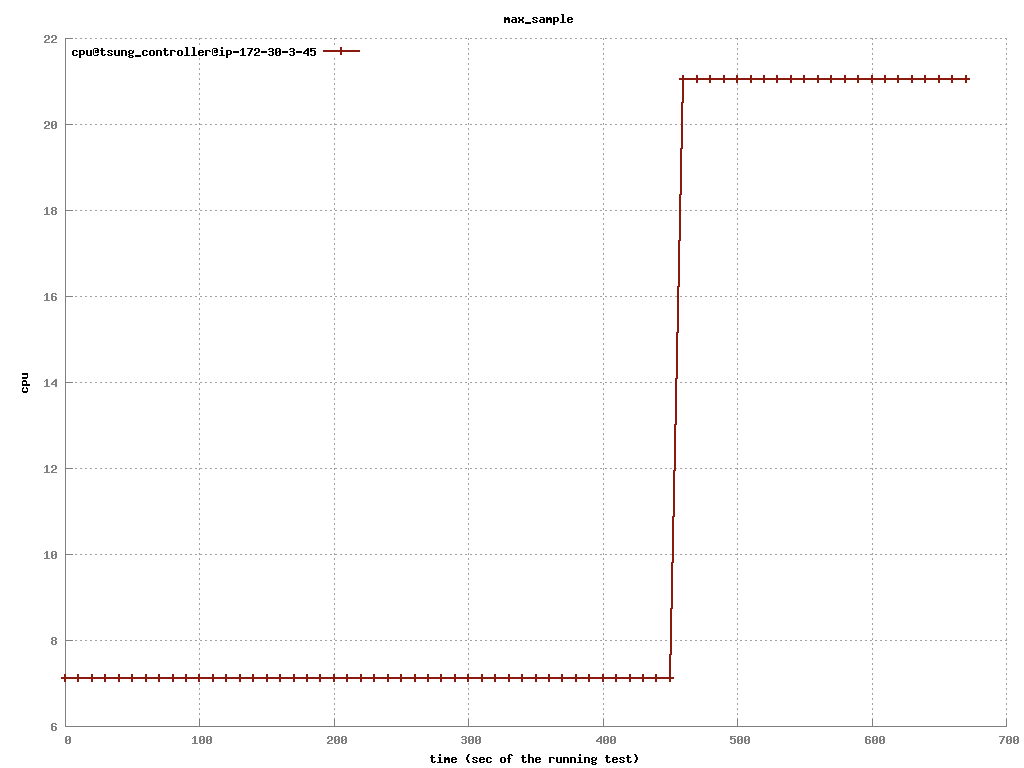 max_sample
cpu@tsung_controller@ip-172-30-3-45
22
20
18
16
14
12
10
8
6
cpu
0 100 200 300 400 500 600 700
time (sec of the running test)